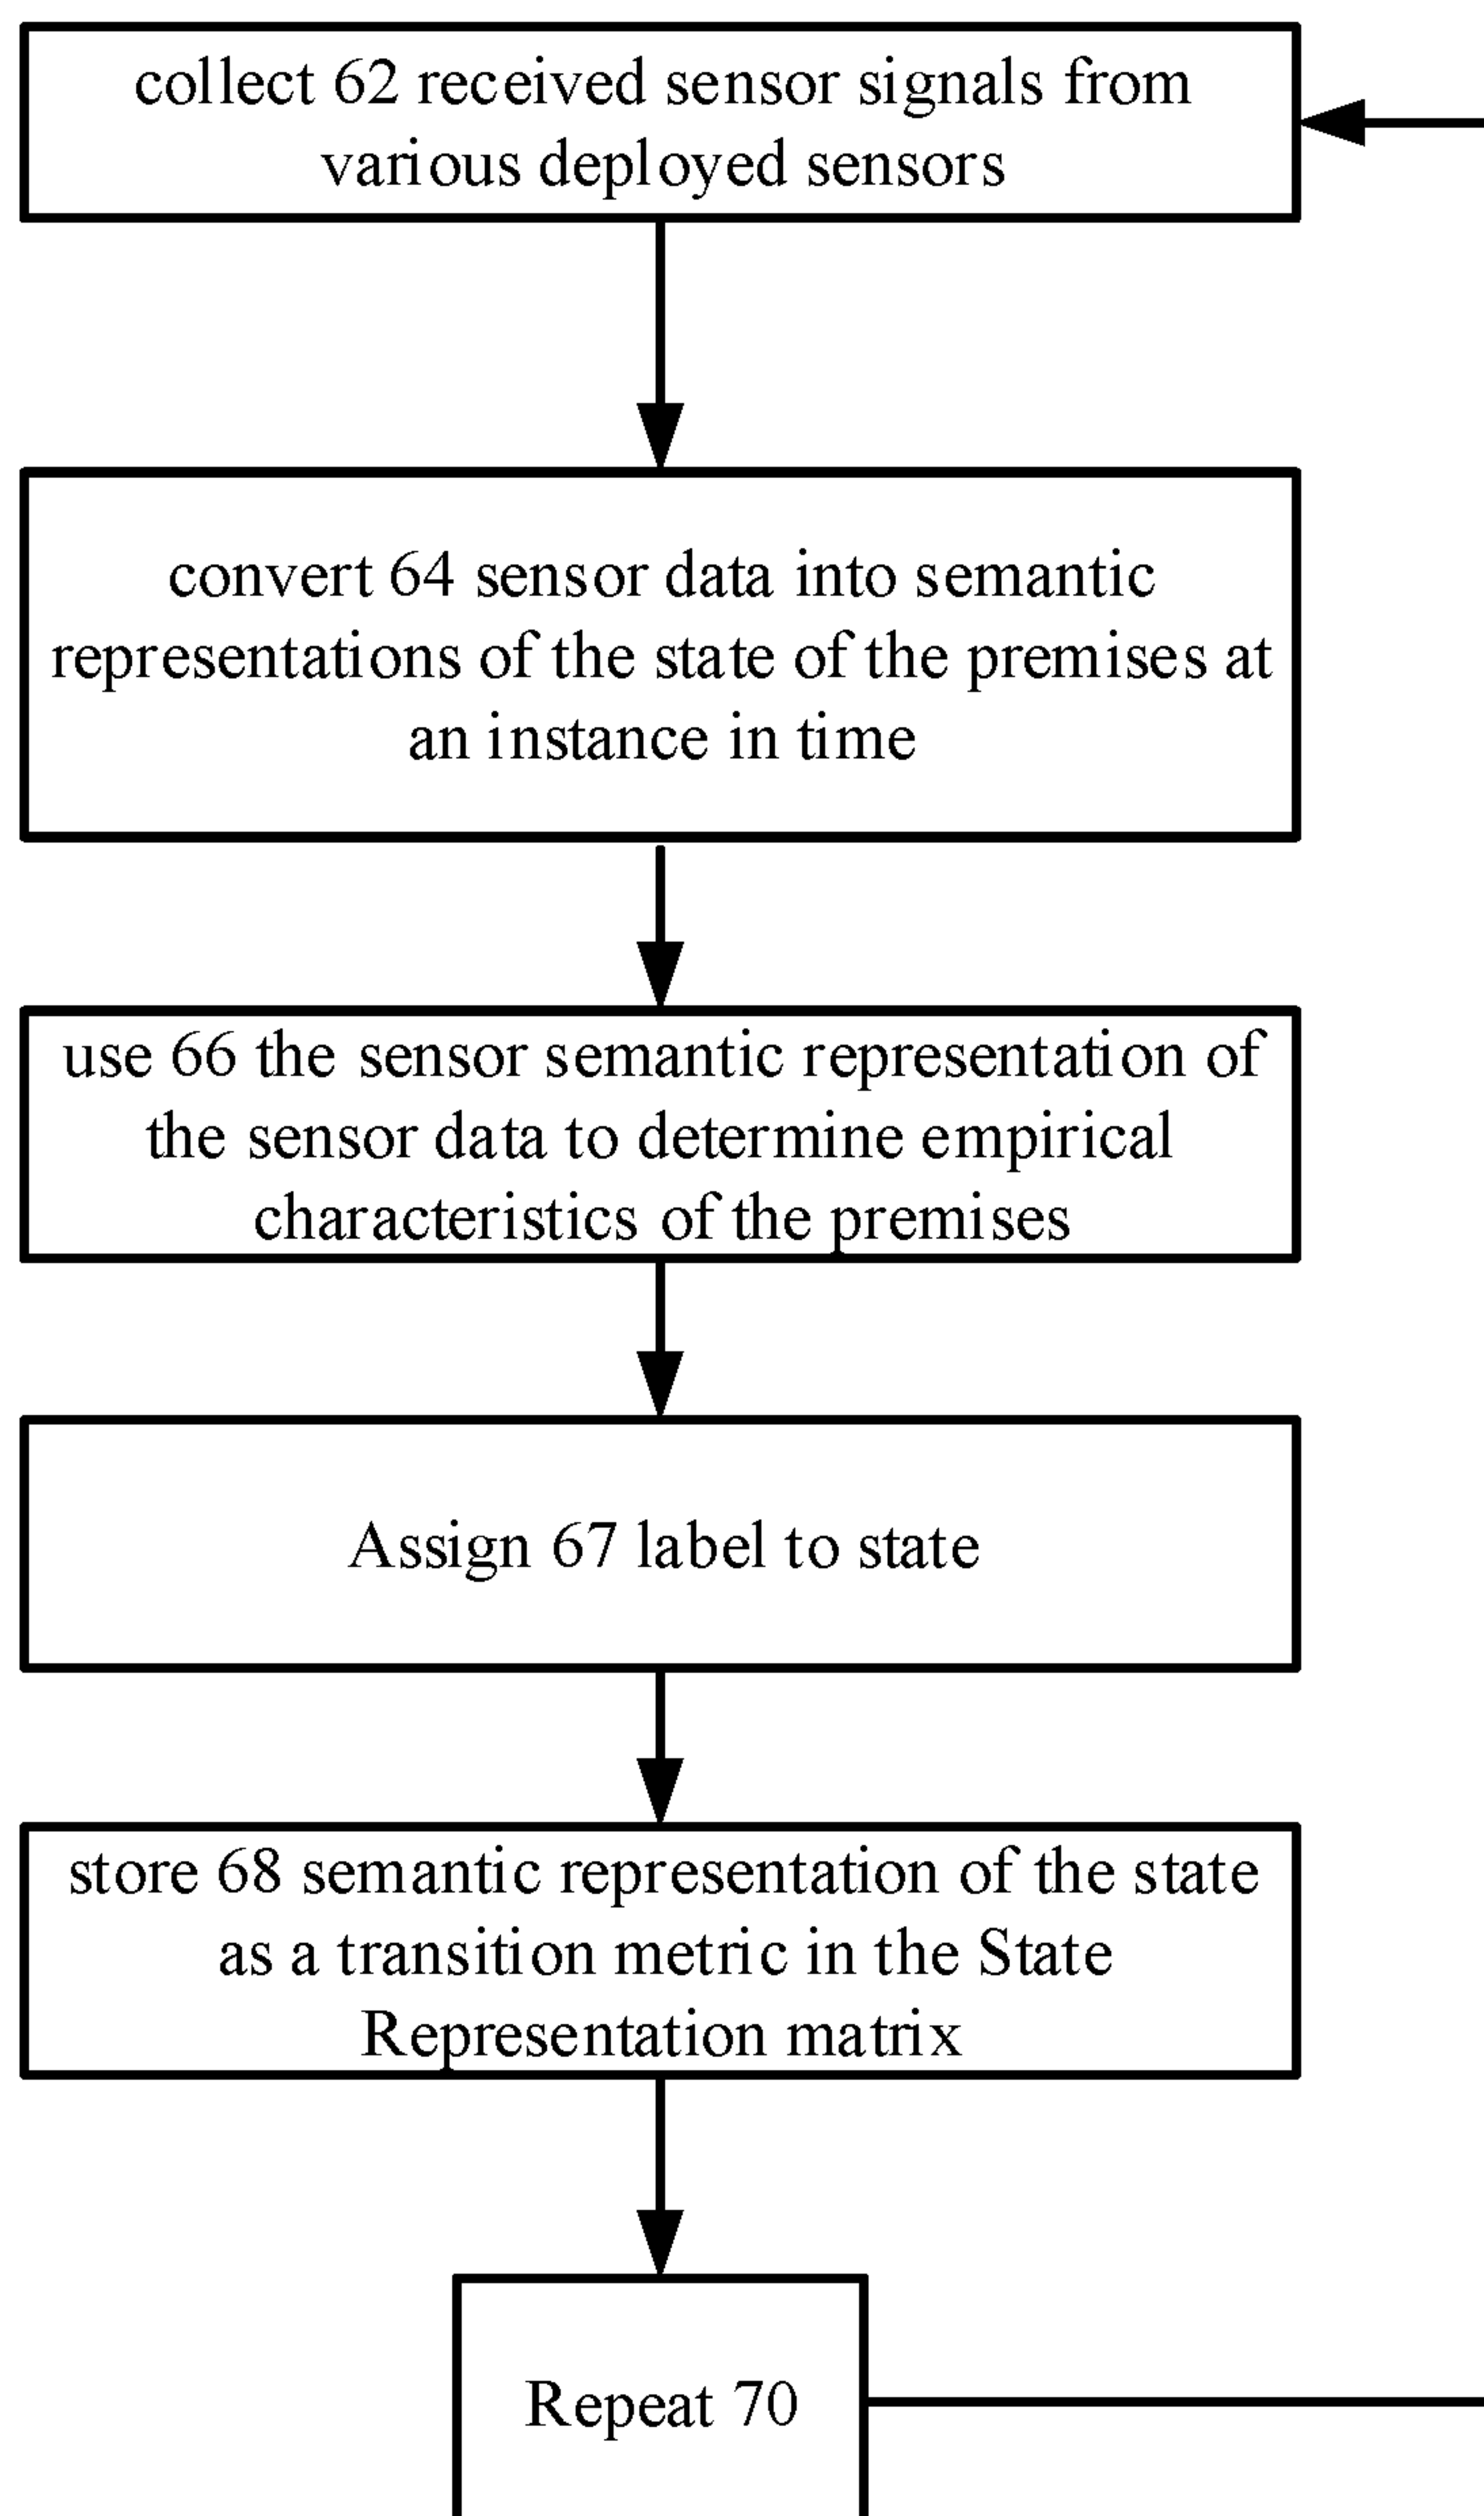 collect 62 received sensor signals from
various deployed sensors
convert 64 sensor data into semantic
representations of the state of the premises at
an instance in time
use 66 the sensor semantic representation of
the sensor data to determine empirical
characteristics of the premises
Assign 67 label to state
store 68 semantic representation of the state
as a transition metric in the State
Representation matrix
Repeat 70